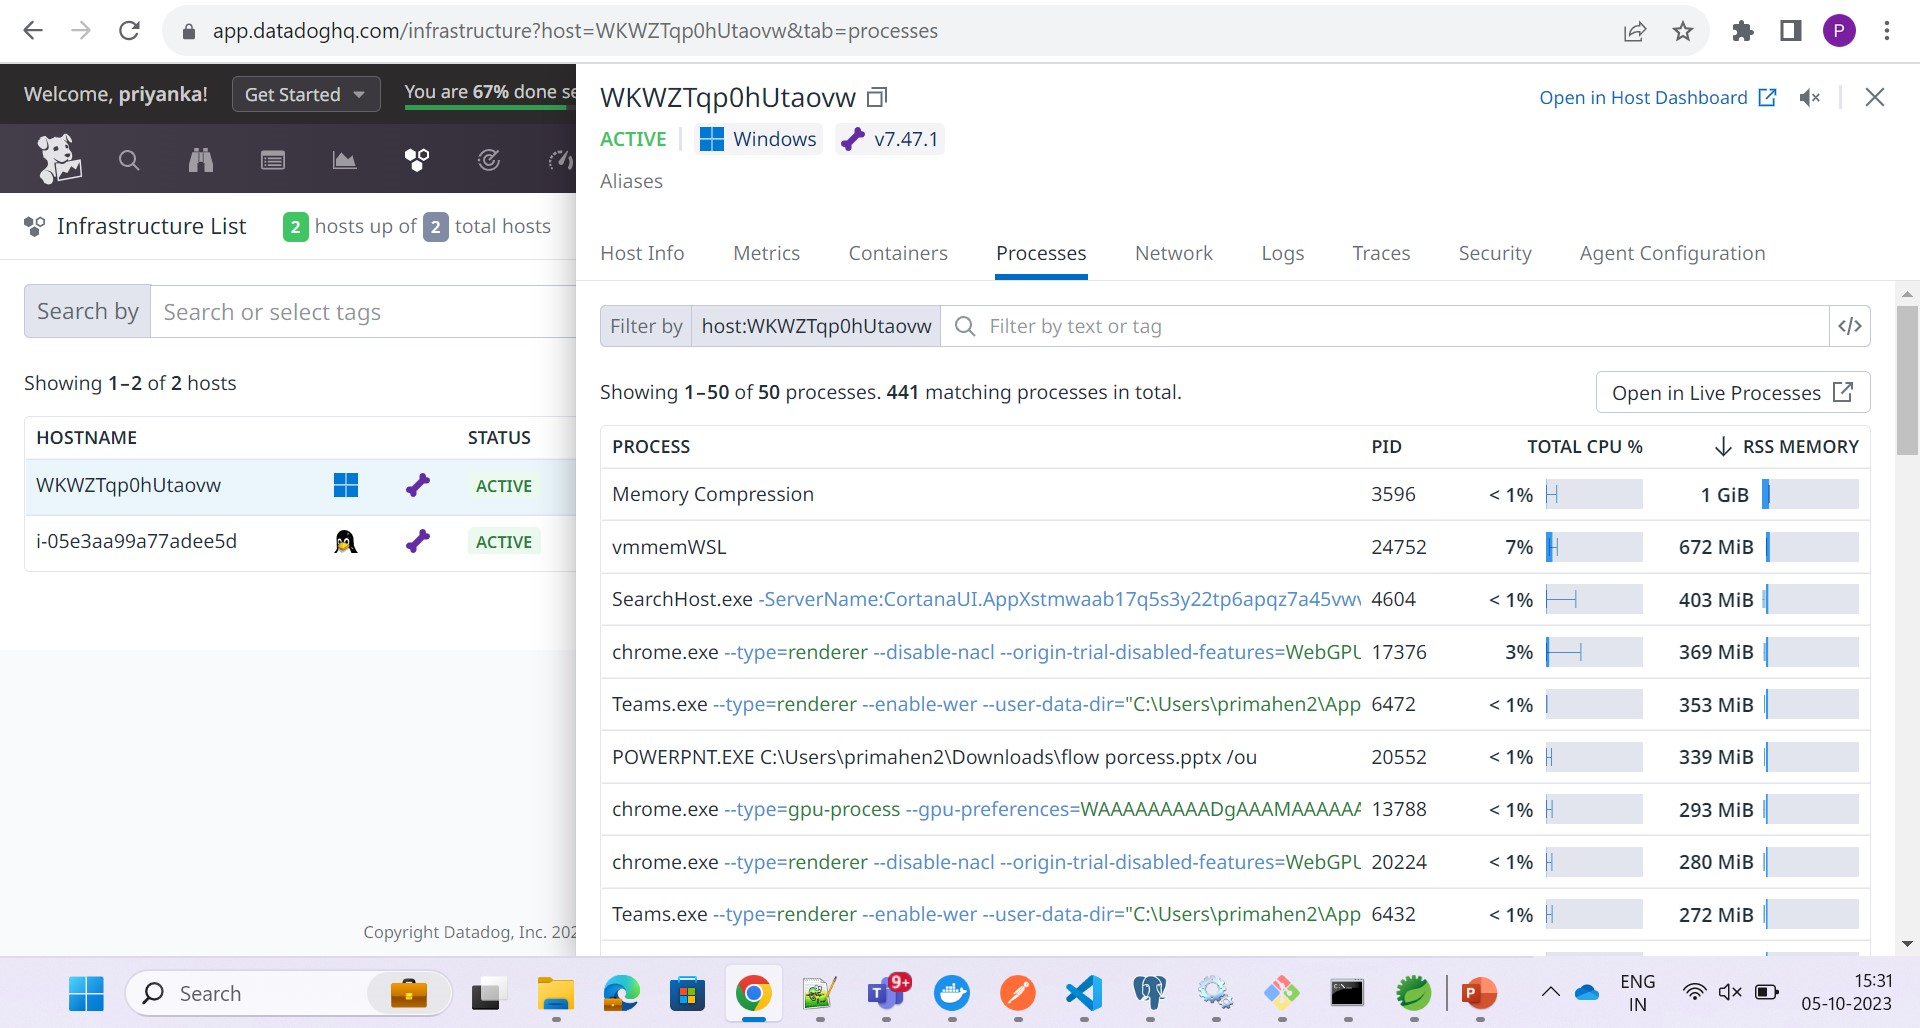 app.datadoghq.com/infrastructure?host=WKWZTqp0hUtaovw&tab=processes
P
Welcome, priyanka!
Get Started
You are 67% done se
Infrastructure List
2 hosts up of 2 total hosts
Search by
Search or select tags
Showing 1–2 of 2 hosts
HOSTNAME STATUS
WKWZTqp0hUtaovw ACTIVE
i-05e3aa99a77adee5d ACTIVE
Copyright Datadog, Inc. 202
WKWZTqp0hUtaovw
Open in Host Dashboard
ACTIVE Windows v7.47.1
Aliases
Host Info Metrics Containers Processes Network Logs Traces Security Agent Configuration
Filter by host:WKWZTqp0hUtaovw Filter by text or tag </>
Showing 1–50 of 50 processes. 441 matching processes in total.
Open in Live Processes
PROCESS PID TOTAL CPU % RSS MEMORY
Memory Compression 3596 < 1% 1 GiB
vmmemWSL 24752 7% 672 MiB
SearchHost.exe -ServerName:CortanaUI.AppXstmwaab17q5s3y22tp6apqz7a45vwv 4604 < 1% 403 MiB
chrome.exe --type=renderer --disable-nacl --origin-trial-disabled-features=WebGPU 17376 3% 369 MiB
Teams.exe --type=renderer --enable-wer --user-data-dir="C:\Users\primahen2\App 6472 < 1% 353 MiB
POWERPNT.EXE C:\Users\primahen2\Downloads\flow porcess.pptx /ou 20552 < 1% 339 MiB
chrome.exe --type=gpu-process --gpu-preferences=WAAAAAAAAADgAAAMAAAAAA 13788 < 1% 293 MiB
chrome.exe --type=renderer --disable-nacl --origin-trial-disabled-features=WebGPU 20224 < 1% 280 MiB
Teams.exe --type=renderer --enable-wer --user-data-dir="C:\Users\primahen2\App 6432 < 1% 272 MiB
Search
9+
ENG
IN
15:31
05-10-2023